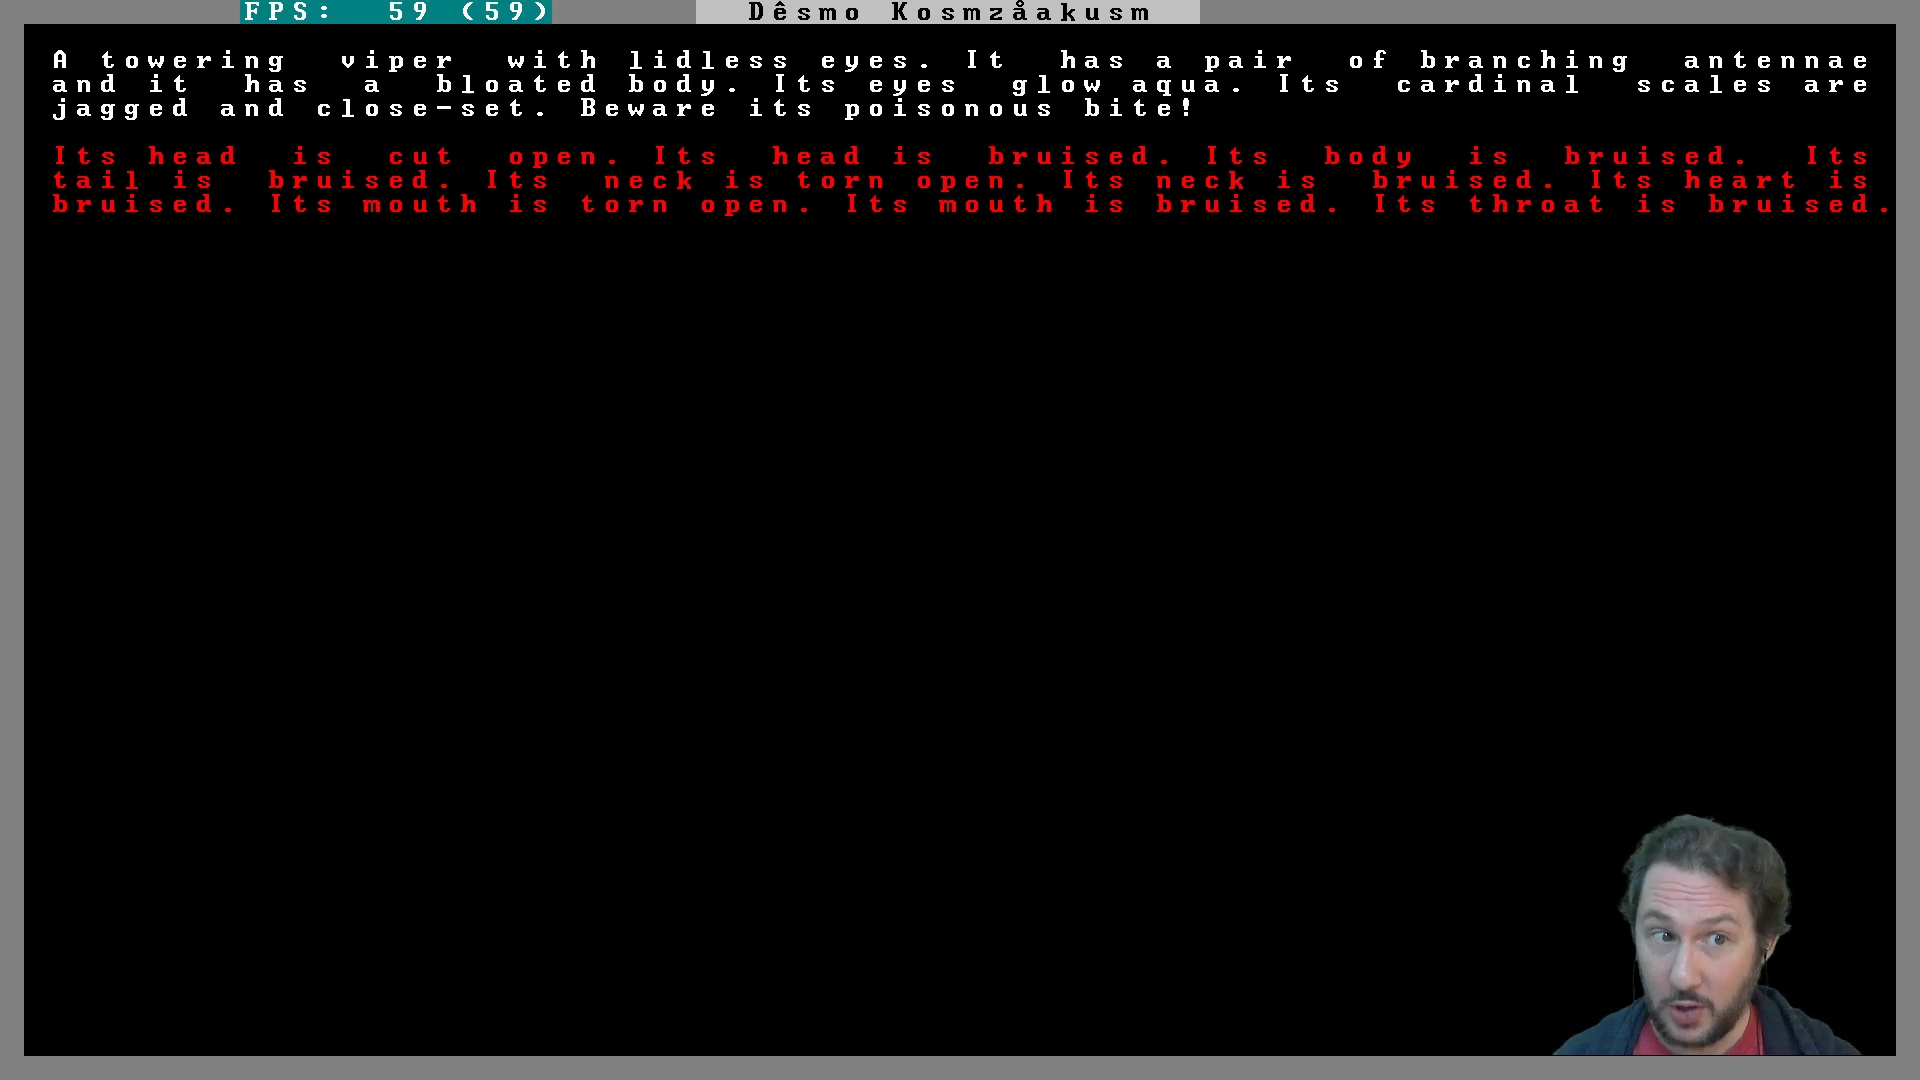 FPS: 59 (59)
Dêsmo Kosmzåakusm
A towering viper with lidless eyes. It has a pair of branching antennae
and it has a bloated body. Its eyes glow aqua. Its cardinal scales are
jagged and close-set. Beware its poisonous bite!
Its head is cut open. Its head is bruised. Its body is bruised. Its
tail is bruised. Its neck is torn open. Its neck is bruised. Its heart is
bruised. Its mouth is torn open. Its mouth is bruised. Its throat is bruised.